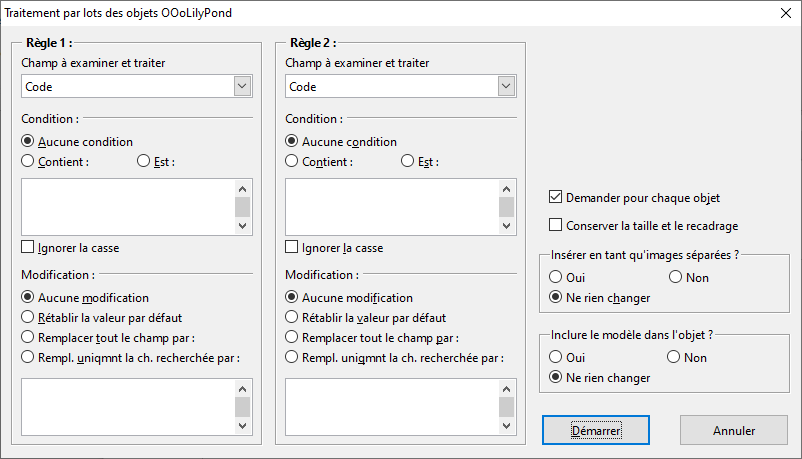 Traitement par lots des objets OOoLilyPond
Règle 1 :
Champ à examiner et traiter
Code
Condition :
Aucune condition
Contient :
Est :
Ignorer la casse
Modification :
Aucune modification
Rétablir la valeur par défaut
Remplacer tout le champ par :
Rempl. uniqmnt la ch. recherchée par :
Règle 2 :
Champ à examiner et traiter
Code
Condition :
Aucune condition
Contient :
Est :
Ignorer la casse
Modification :
Aucune modification
Rétablir la valeur par défaut
Remplacer tout le champ par :
Rempl. uniqmnt la ch. recherchée par :
Demander pour chaque objet
Conserver la taille et le recadrage
Insérer en tant qu'images séparées ?
Oui
Non
Ne rien changer
Inclure le modèle dans l'objet ?
Oui
Non
Ne rien changer
Démarrer
Annuler